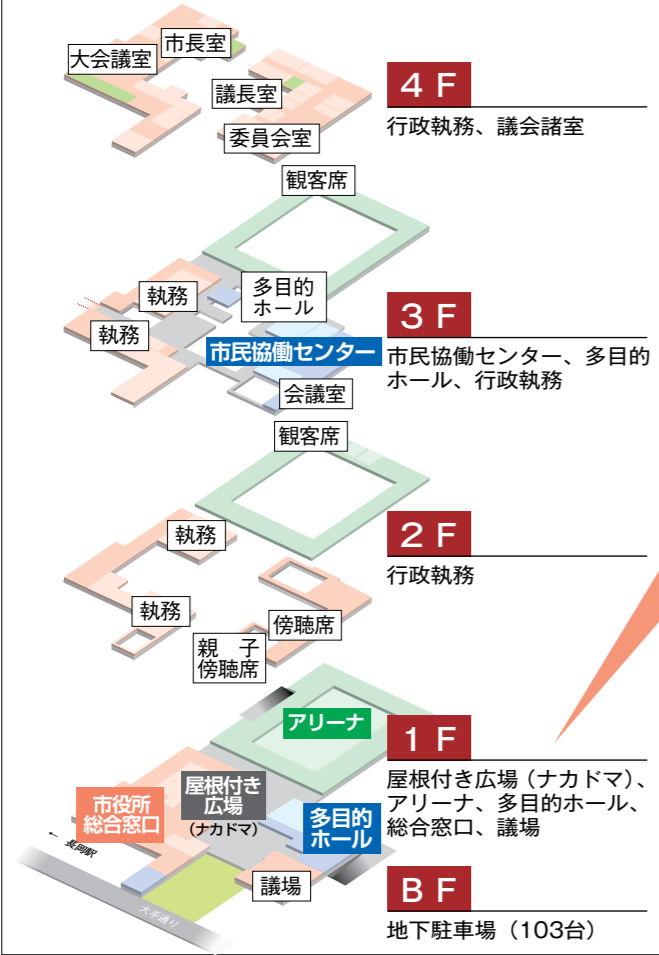 大会議室
市長室
議長室
委員会室
4 F
行政執務、議会諸室
観客席
執務
多目的
ホール
執務
市民協働センター
会議室
3 F
市民協働センター、多目的
ホール、行政執務
観客席
執務
執務
傍聴席
親 子
傍聴席
2 F
行政執務
アリーナ
市役所
総合窓口
屋根付き
広場
(ナカドマ)
多目的
ホール
議場
← 長岡駅
大手通り
1 F
屋根付き広場(ナカドマ)、
アリーナ、多目的ホール、
総合窓口、議場
B F
地下駐車場(103台)